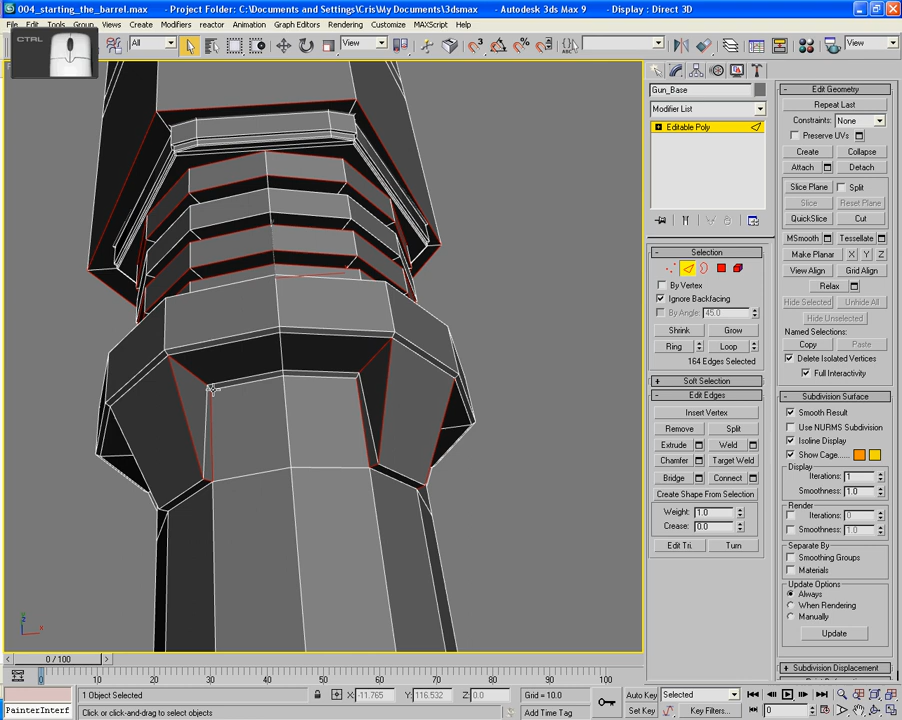 004_starting_the_barrel.max - Project Folder: C:\Documents and Settings\Cris\My Documents\3dsmax - Autodesk 3ds Max 9 - Display : Direct 3D
File Edit Tools Group Views Create Modifiers Character reactor Animation Graph Editors Rendering Customize MAXScript Help
CTRL
All
View
View
Gun_Base
Modifier List
Editable Poly
Selection
By Vertex
Ignore Backfacing
By Angle: 45.0
Shrink Grow
Ring Loop
164 Edges Selected
Soft Selection
Edit Edges
Insert Vertex
Remove Split
Extrude Weld
Chamfer Target Weld
Bridge Connect
Create Shape From Selection
Weight: 1.0
Crease: 0.0
Edit Tri. Turn
Edit Geometry
Repeat Last
Constraints: None
Preserve UVs
Create Collapse
Attach Detach
Slice Plane Split
Slice Reset Plane
QuickSlice Cut
MSmooth Tessellate
Make Planar X Y Z
View Align Grid Align
Relax
Hide Selected Unhide All
Hide Unselected
Named Selections:
Copy Paste
Delete Isolated Vertices
Full Interactivity
Subdivision Surface
Smooth Result
Use NURMS Subdivision
Isoline Display
Show Cage......
Display
Iterations: 1
Smoothness: 1.0
Render
Iterations: 0
Smoothness: 1.0
Separate By
Smoothing Groups
Materials
Update Options
Always
When Rendering
Manually
Update
Subdivision Displacement
z
x
0 / 100
0 10 20 30 40 50 60 70 80 90 100
1 Object Selected X: -11.765 Y: 116.532 Z: 0.0 Grid = 10.0
Auto Key Selected
PainterInterf Click or click-and-drag to select objects Add Time Tag Set Key Key Filters... 0